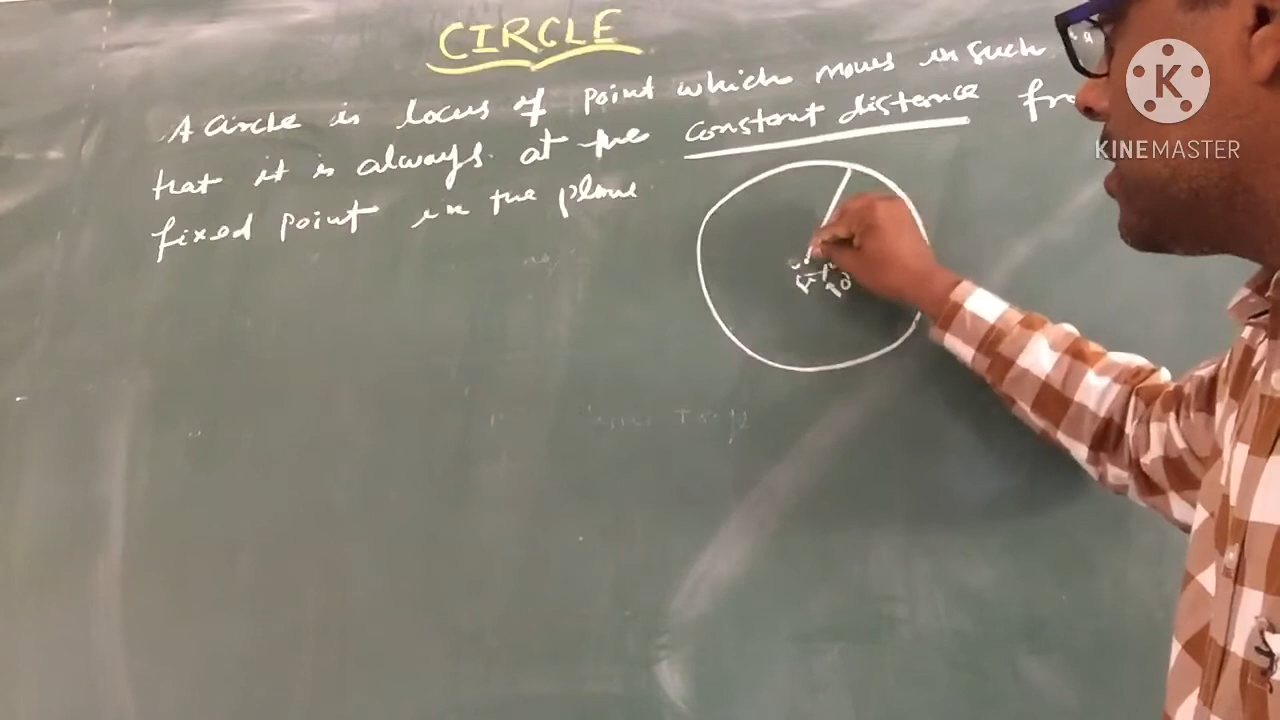 CIRCLE
A circle is locus of point which moves in such
that it is always at the constant distance
fixed point in the plane
K
KINEMASTER